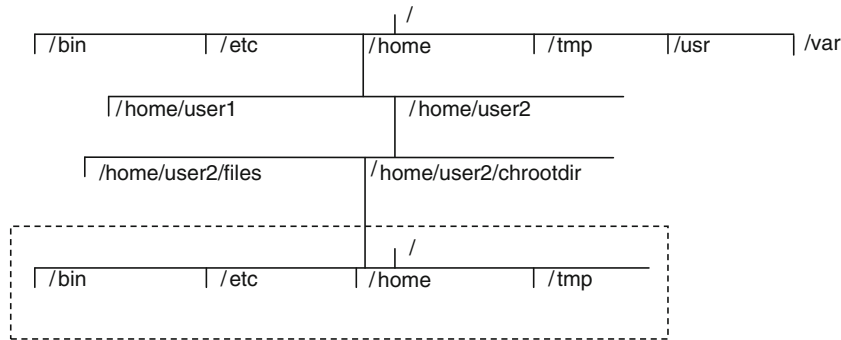 /
/bin /etc /home /tmp /usr /var
/home/user1 /home/user2
/home/user2/files /home/user2/chrootdir
/
/bin /etc /home /tmp